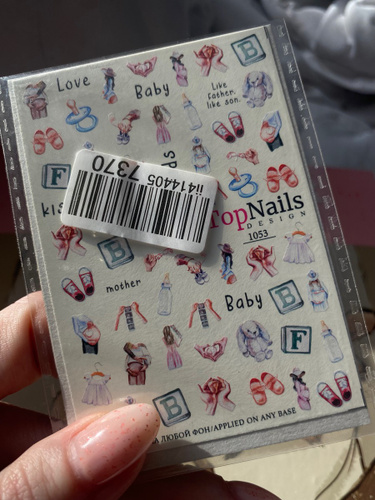 Love
Baby
B
Like
father,
like son.
F
kis
7370
ii414405
TopNails
DESIGN
1053
B
mother
Baby
B
F
B
ЛЮБОЙ ФОН/APPLIED ON ANY BASE